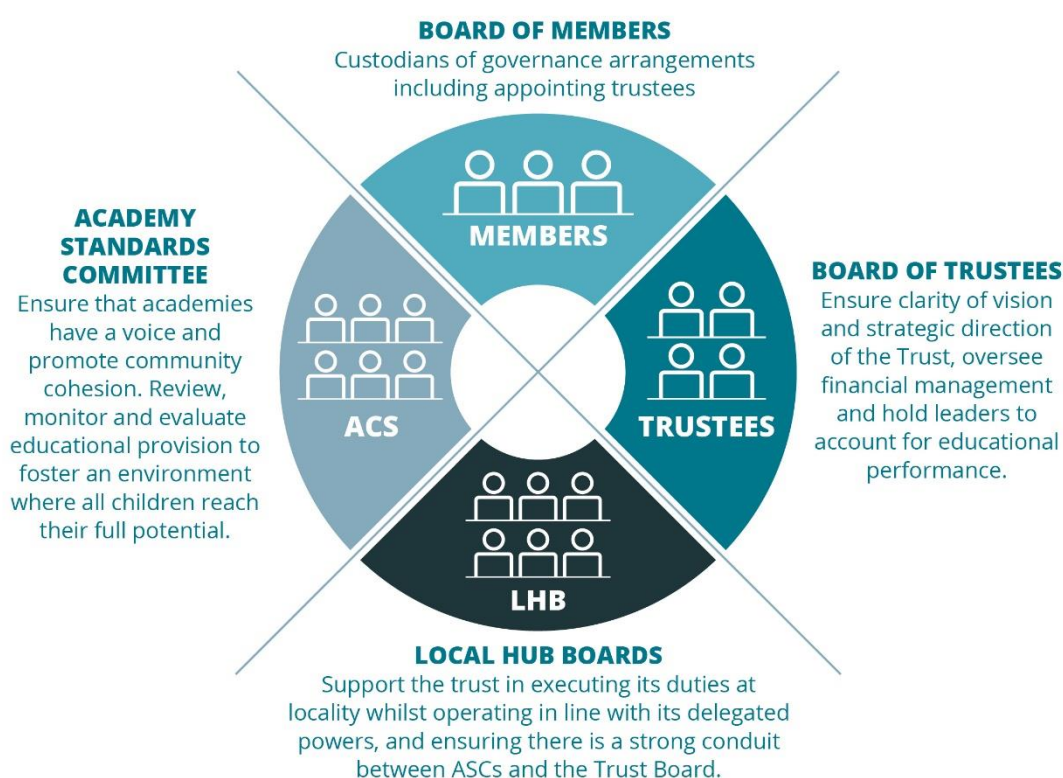 BOARD OF MEMBERS
Custodians of governance arrangements
including appointing trustees
MEMBERS
ACADEMY
STANDARDS
COMMITTEE
Ensure that academies
have a voice and
promote community
cohesion. Review,
monitor and evaluate
educational provision to
foster an environment
where all children reach
their full potential.
ACS
TRUSTEES
BOARD OF TRUSTEES
Ensure clarity of vision
and strategic direction
of the Trust, oversee
financial management
and hold leaders to
account for educational
performance.
LHB
LOCAL HUB BOARDS
Support the trust in executing its duties at
locality whilst operating in line with its delegated
powers, and ensuring there is a strong conduit
between ASCs and the Trust Board.